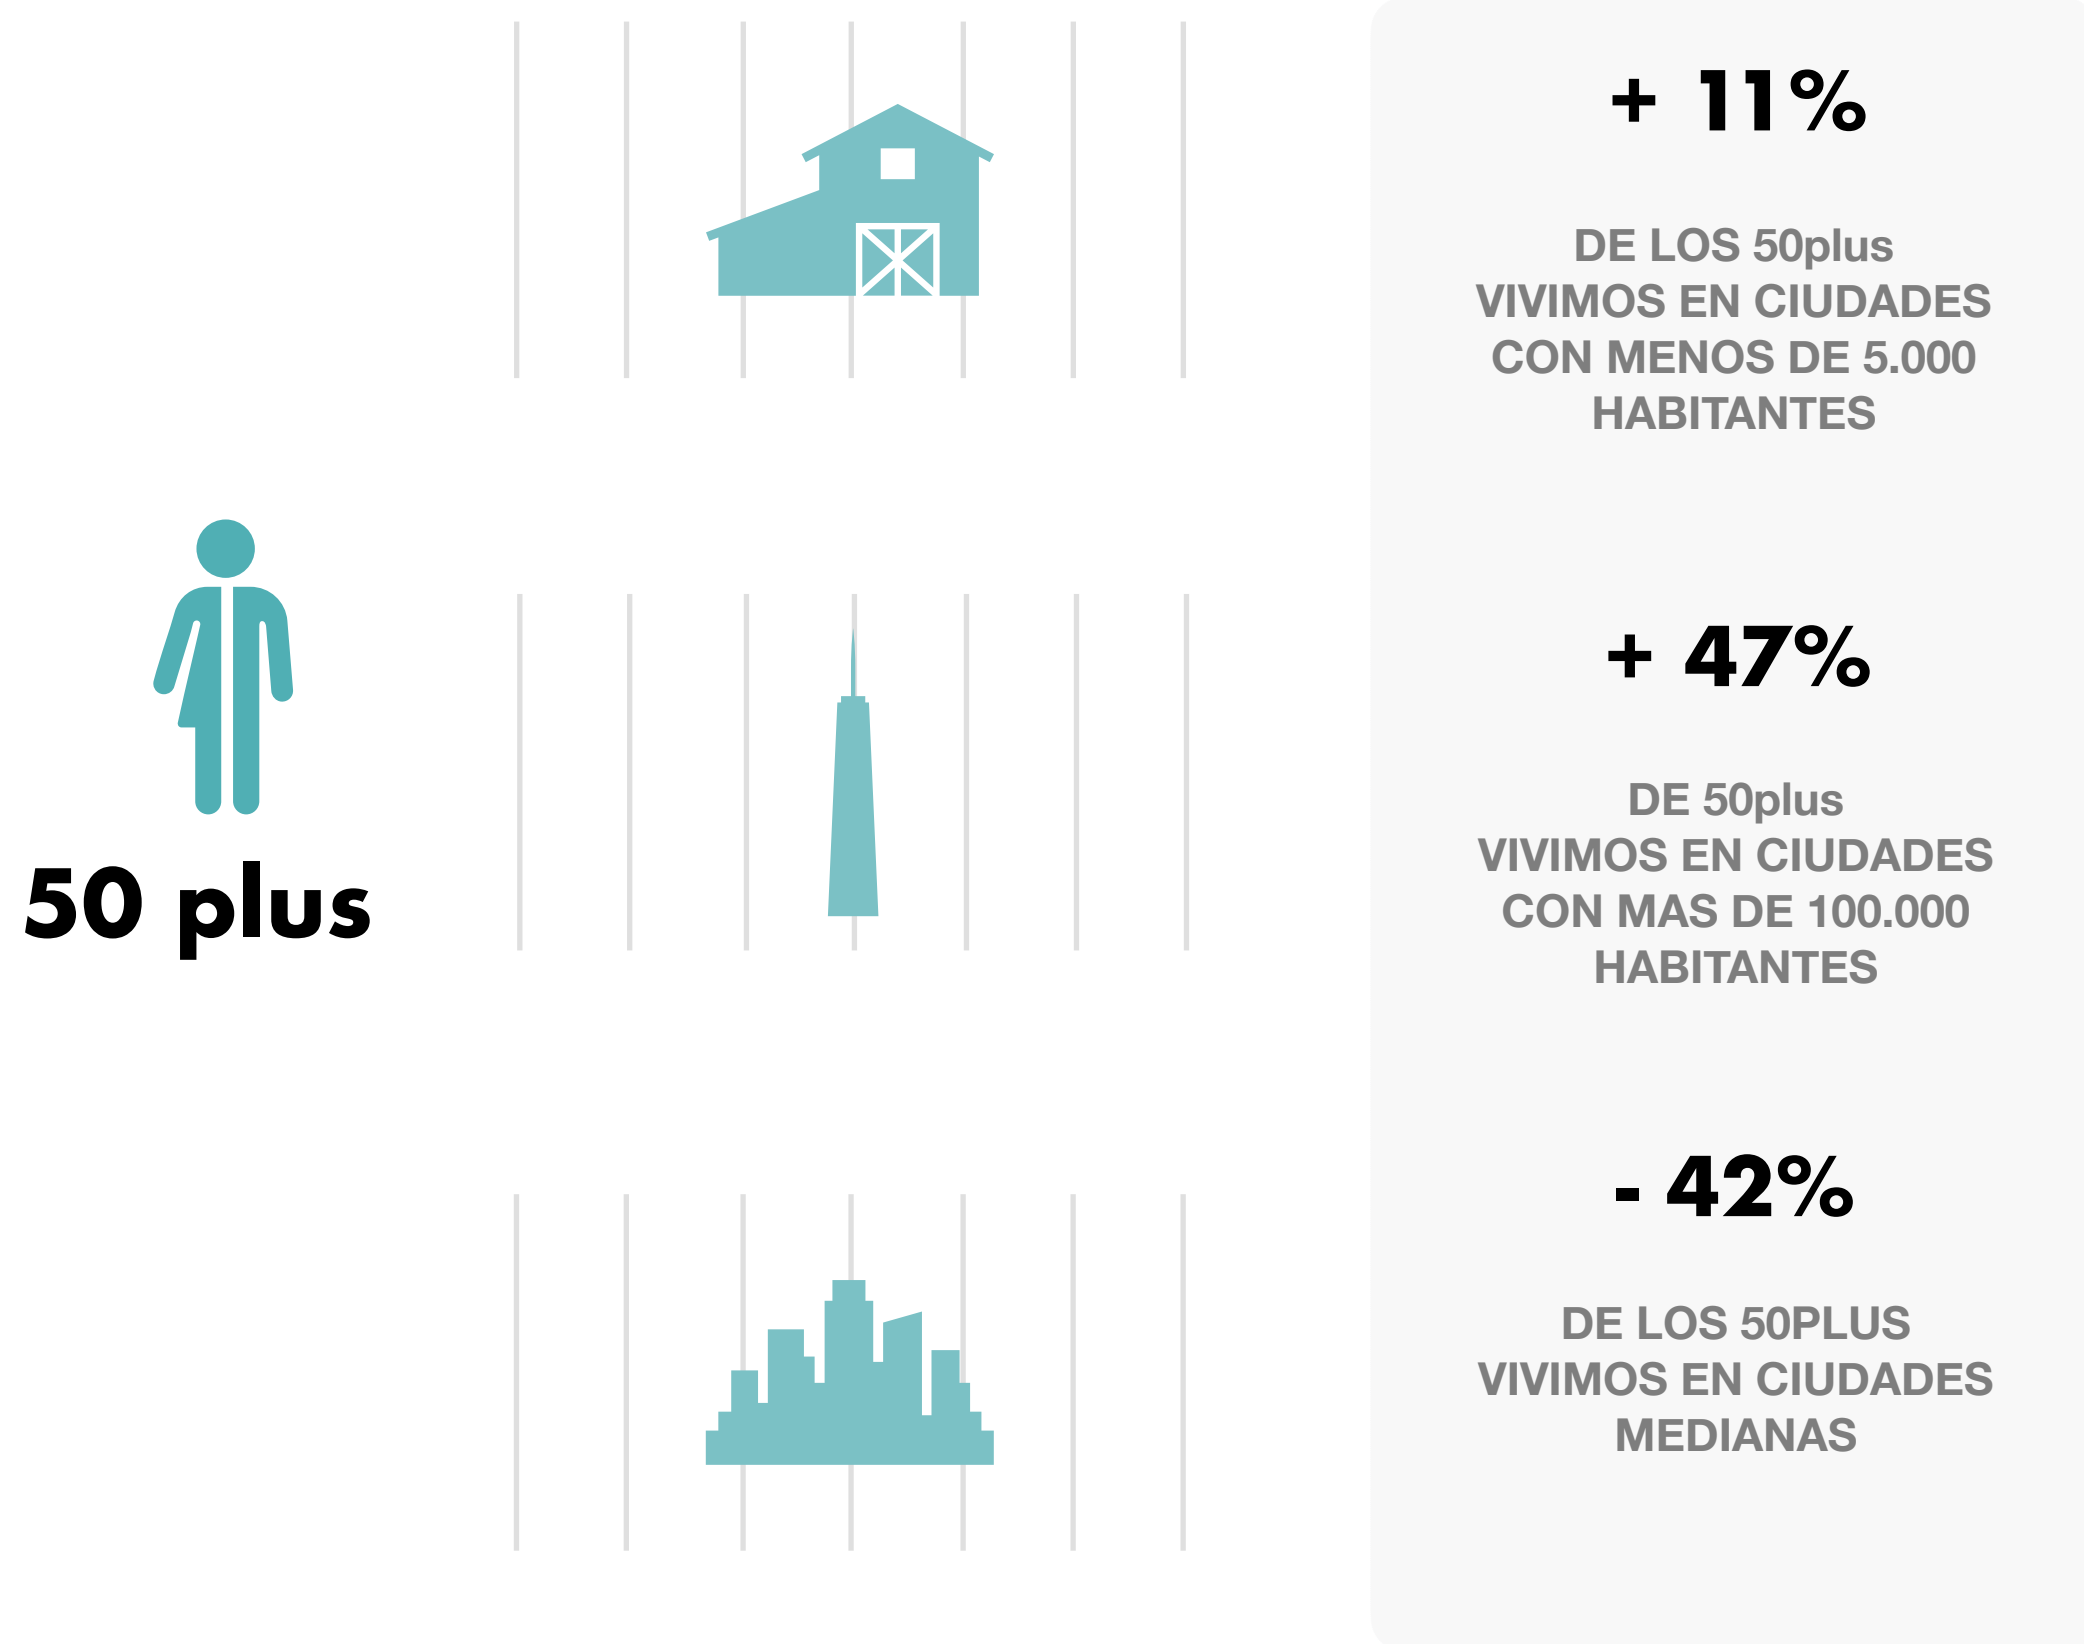 + 11%
DE LOS 50plus
VIVIMOS EN CIUDADES
CON MENOS DE 5.000
HABITANTES
50 plus
+ 47%
DE 50plus
VIVIMOS EN CIUDADES
CON MAS DE 100.000
HABITANTES
- 42%
DE LOS 50PLUS
VIVIMOS EN CIUDADES
MEDIANAS